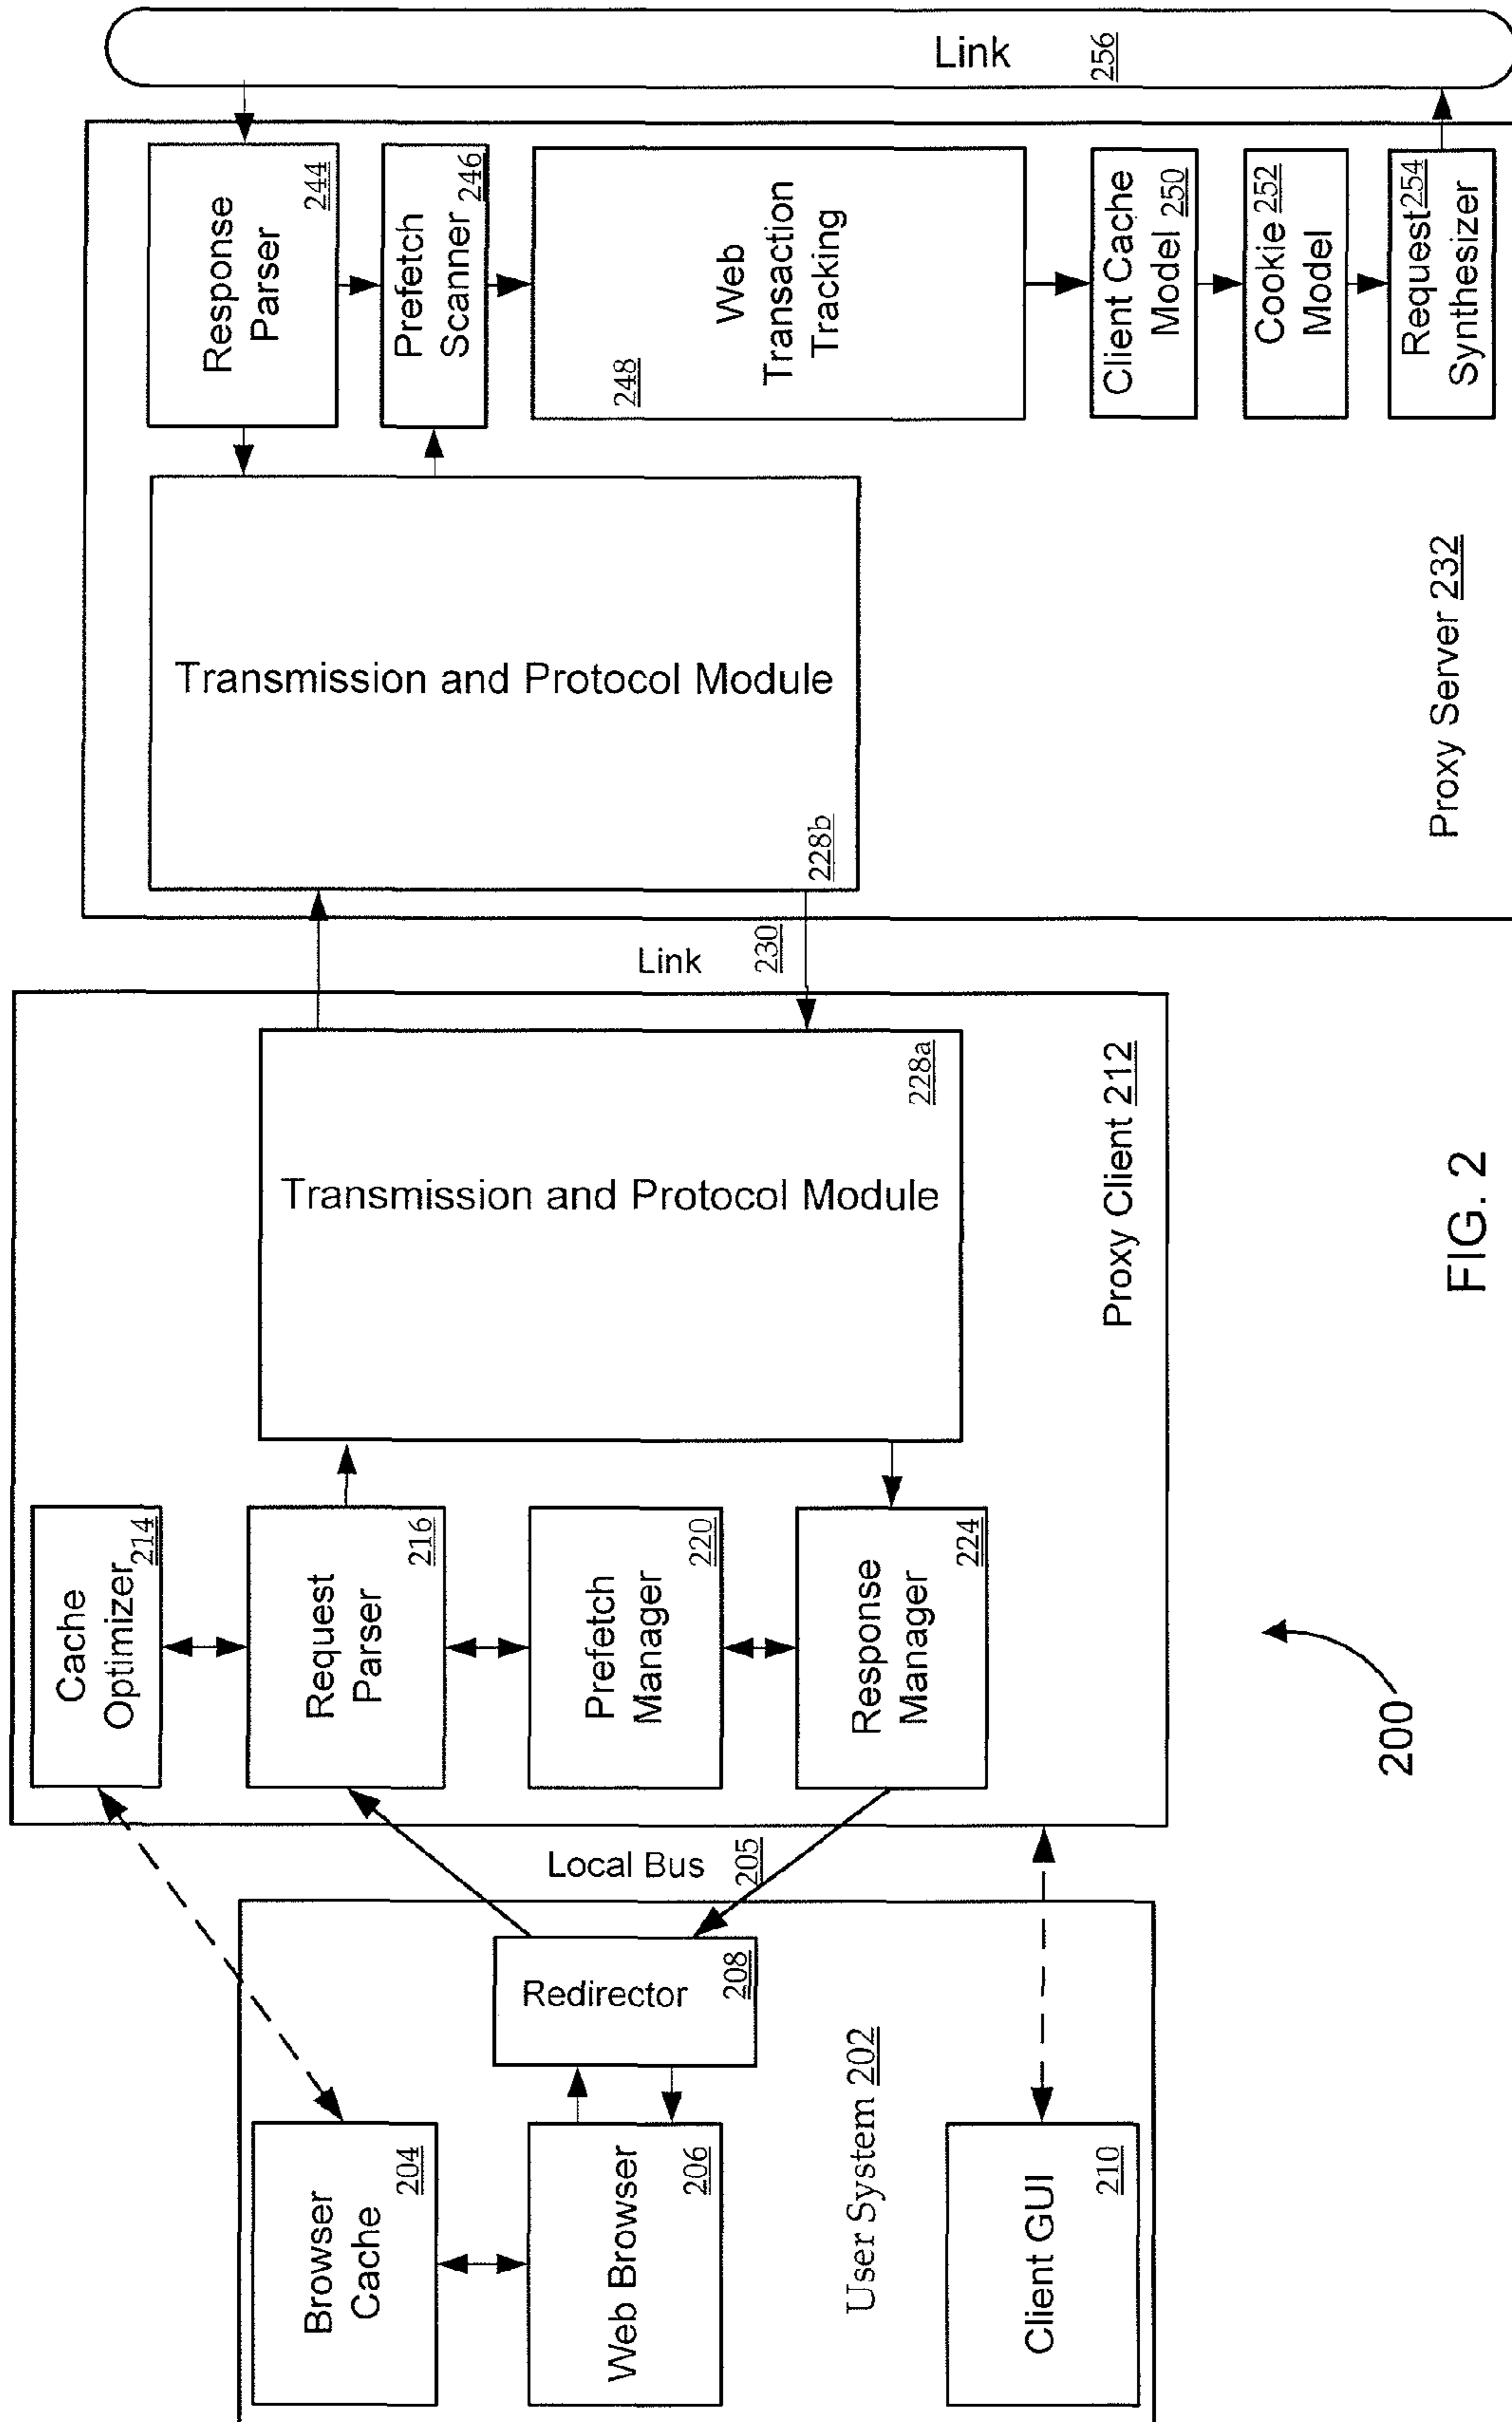 Browser
Cache
204
Web Browser
206
Redirector
208
User System 202
Client GUI
210
Local Bus
205
Cache
Optimizer
214
Request
Parser
216
Prefetch
Manager
220
Response
Manager
224
Transmission and Protocol Module
228a
Proxy Client 212
Link
230
Transmission and Protocol Module
228b
Response
Parser
244
Prefetch
Scanner 246
Web
Transaction
Tracking
248
Client Cache
Model 250
Cookie 252
Model
Request 254
Synthesizer
Proxy Server 232
Link
256
200
FIG. 2